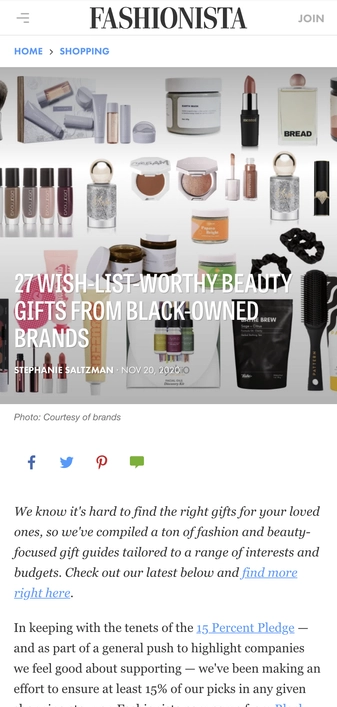 FASHIONISTA
JOIN
HOME > SHOPPING
BREAD
27 WISH-LIST-WORTHY BEAUTY
GIFTS FROM BLACK-OWNED
BRANDS
STEPHANIE SALTZMAN · NOV 20, 2020
PATTERN
Photo: Courtesy of brands
We know it's hard to find the right gifts for your loved
ones, so we've compiled a ton of fashion and beauty-
focused gift guides tailored to a range of interests and
budgets. Check out our latest below and find more
right here.
In keeping with the tenets of the 15 Percent Pledge —
and as part of a general push to highlight companies
we feel good about supporting — we've been making an
effort to ensure at least 15% of our picks in any given